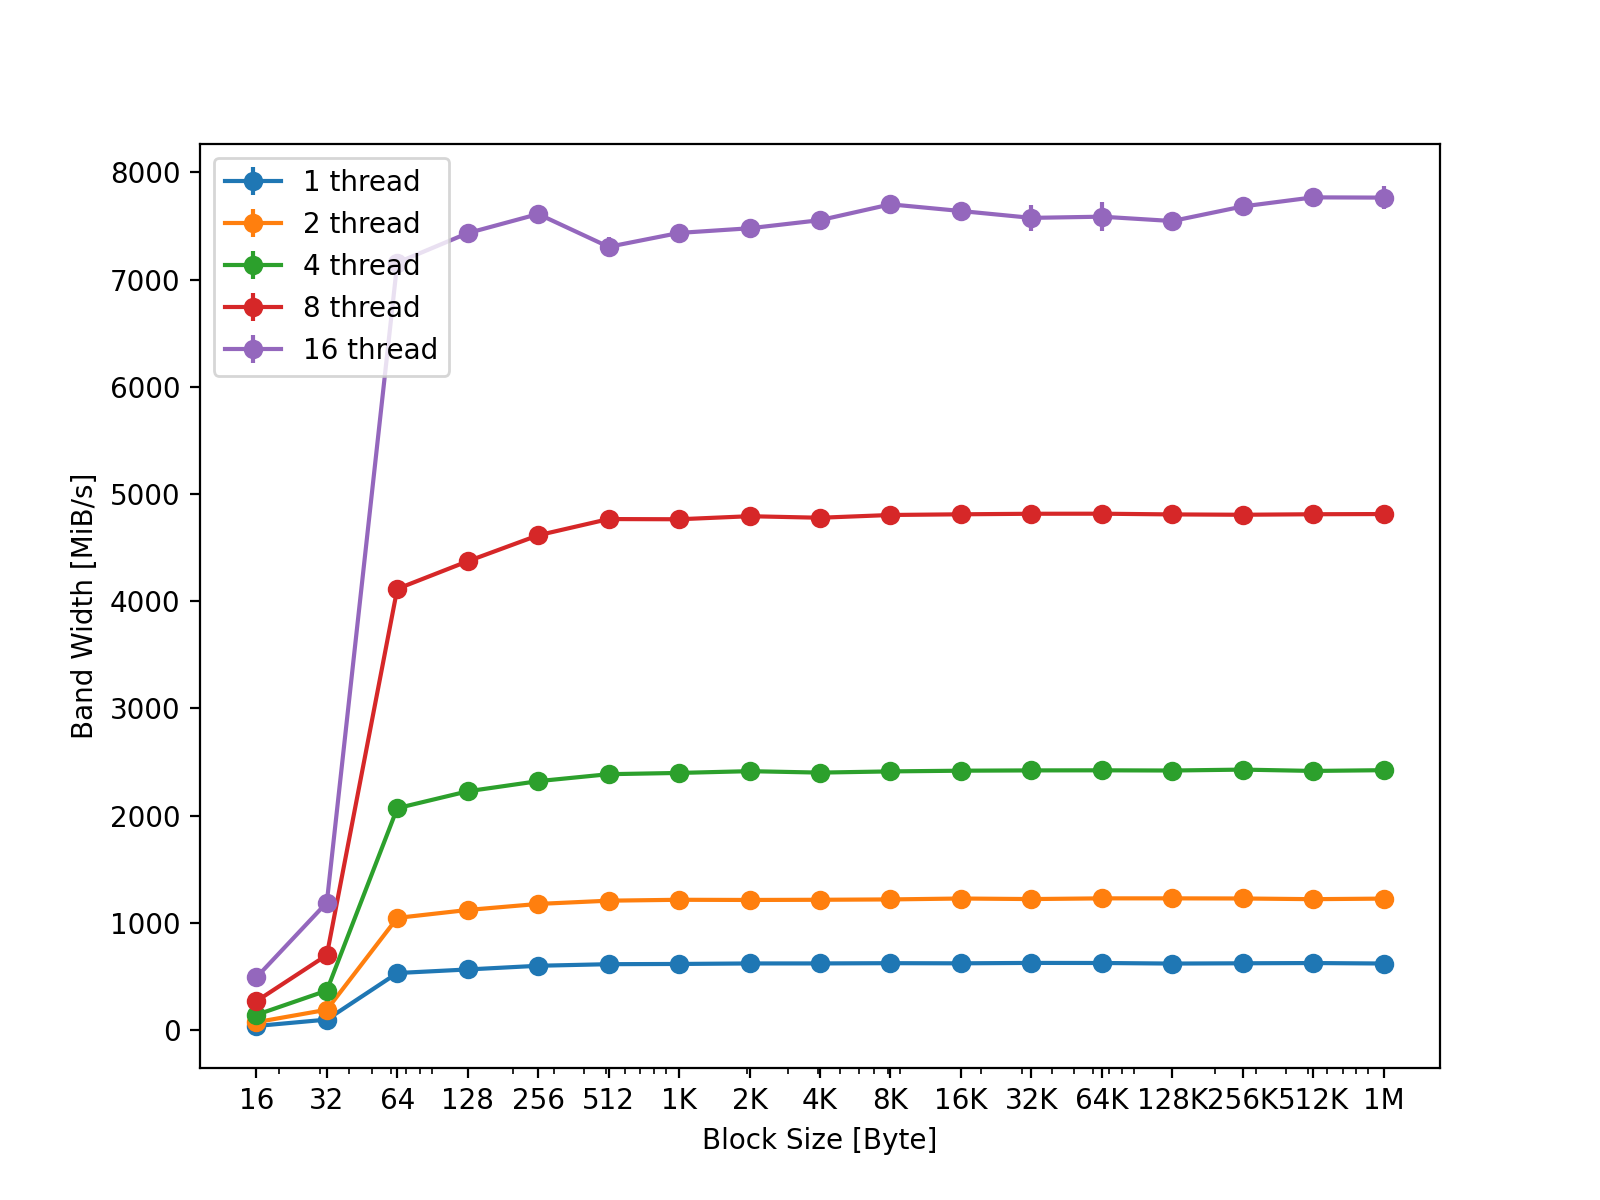 8000
7000
6000
5000
4000
3000
2000
1000
0
Band Width [MiB/s]
1 thread
2 thread
4 thread
8 thread
16 thread
16 32 64 128 256 512 1K 2K 4K 8K 16K 32K 64K 128K 256K 512K 1M
Block Size [Byte]